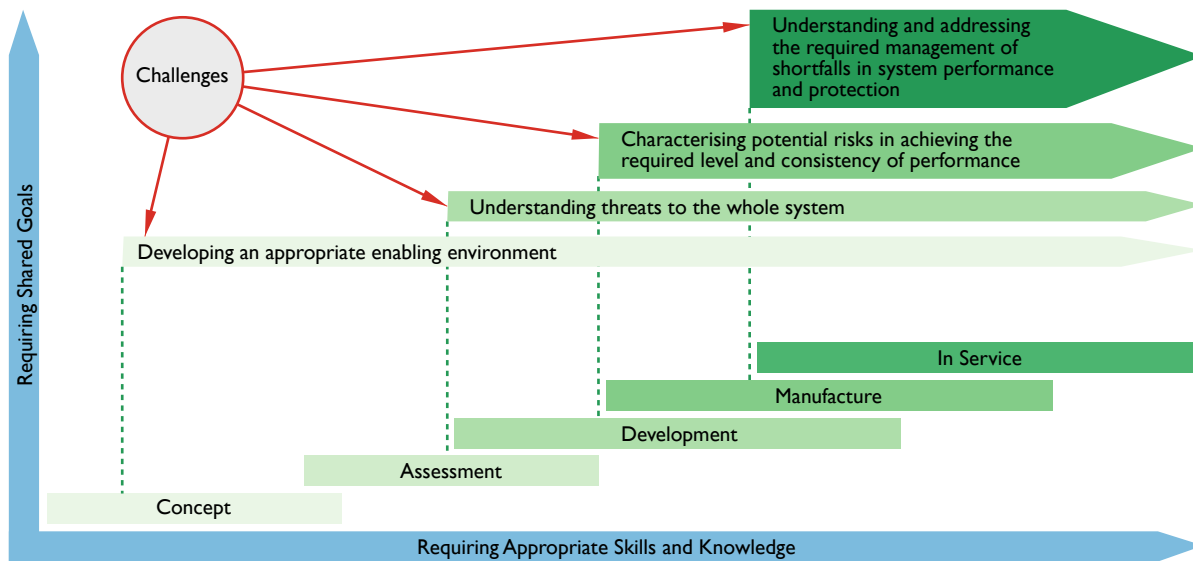 Challenges
Understanding and addressing
the required management of
shortfalls in system performance
and protection
Characterising potential risks in achieving the
required level and consistency of performance
Understanding threats to the whole system
Developing an appropriate enabling environment
Requiring Shared Goals
In Service
Manufacture
Development
Assessment
Concept
Requiring Appropriate Skills and Knowledge